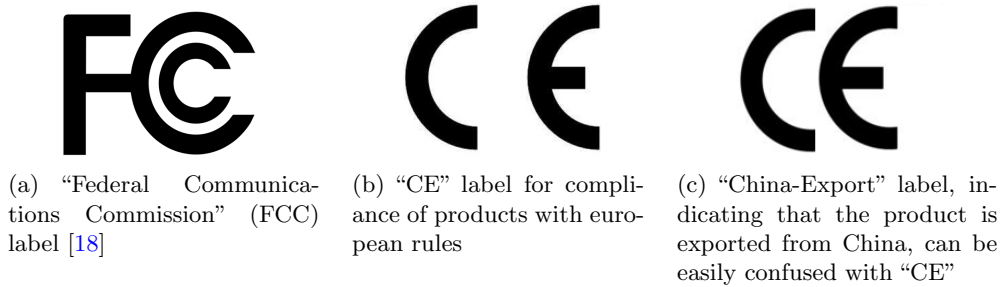 FCC
CE
CE
(a) “Federal Communica-
tions Commission” (FCC)
label [18]
(b) “CE” label for compli-
ance of products with euro-
pean rules
(c) “China-Export” label, in-
dicating that the product is
exported from China, can be
easily confused with “CE”